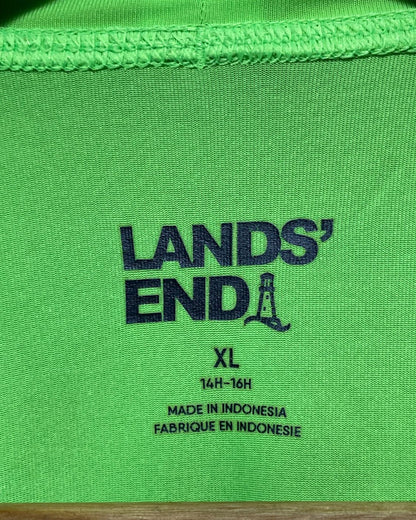 LANDS'
END
XL
14H-16H
MADE IN INDONESIA
FABRIQUE EN INDONESIE